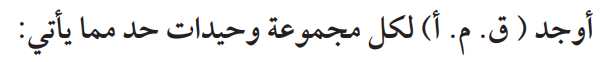 أوجد ( ق. م. أ) لكل مجموعة وحيدات حد مما يأتي: